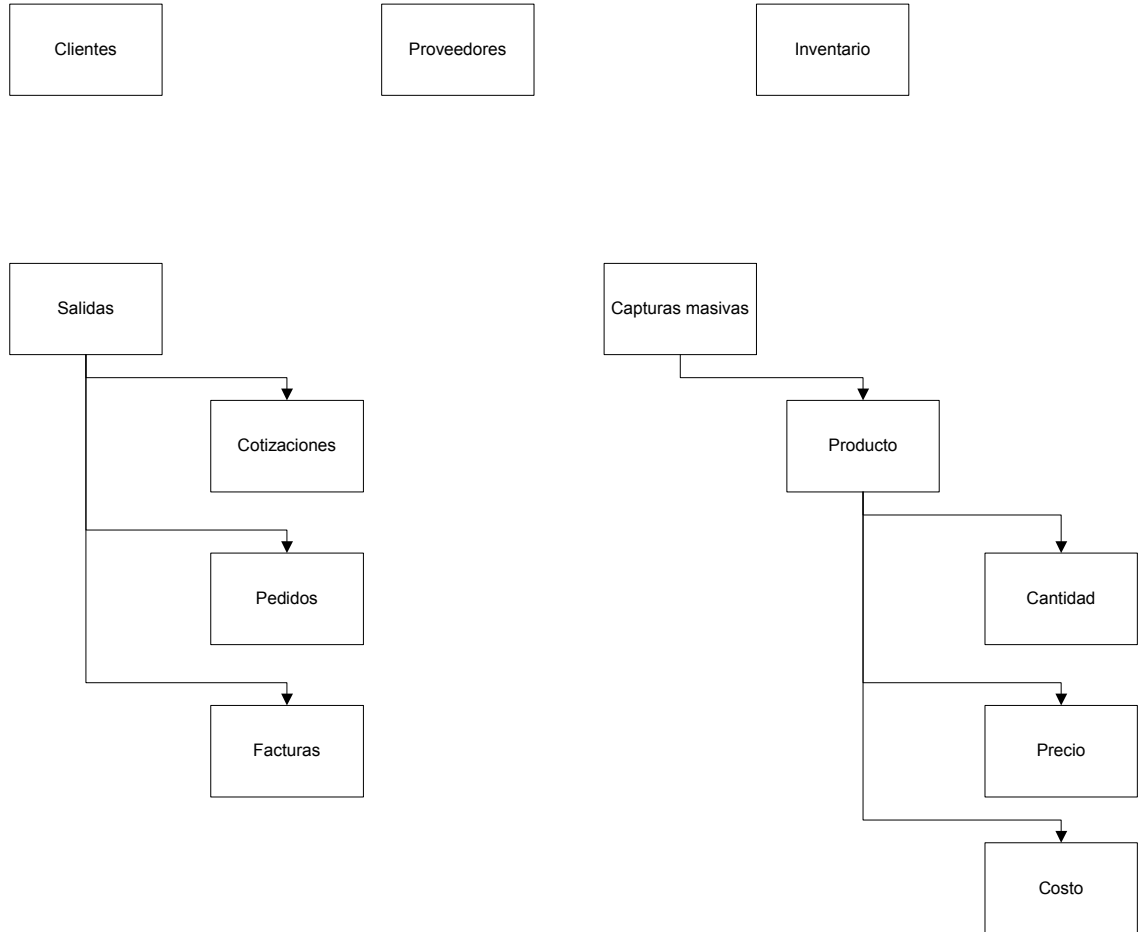 Clientes
Proveedores
Inventario
Salidas
Capturas masivas
Cotizaciones
Producto
Pedidos
Cantidad
Facturas
Precio
Costo